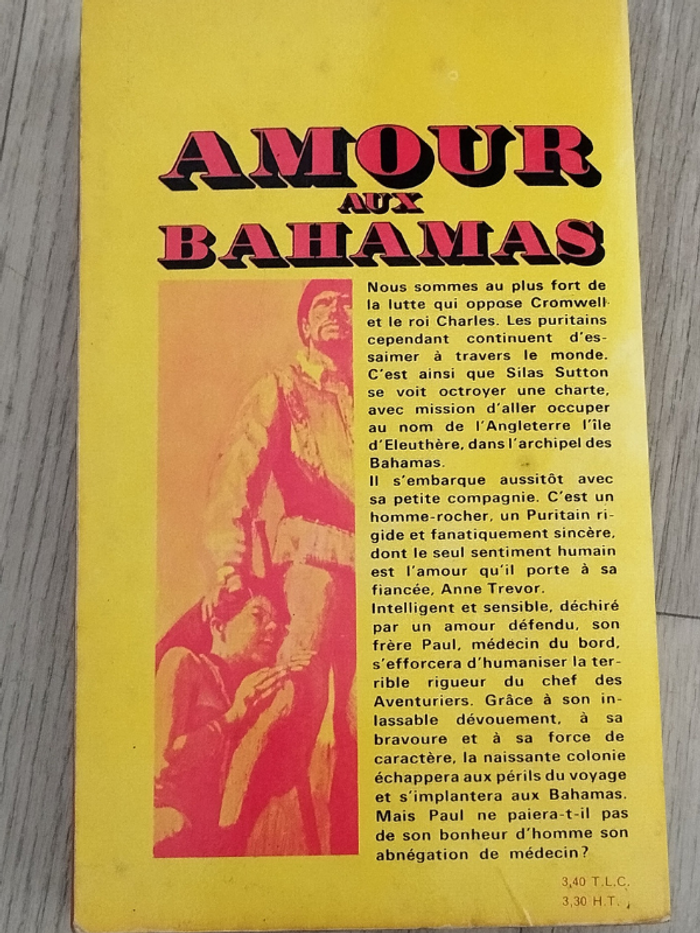 AMOUR
AUX
BAHAMAS
Nous sommes au plus fort de
la lutte qui oppose Cromwell
et le roi Charles. Les puritains
cependant continuent d'es-
saimer à travers le monde.
C'est ainsi que Silas Sutton
se voit octroyer une charte,
avec mission d'aller occuper
au nom de l'Angleterre l'île
d'Eleuthère, dans l'archipel des
Bahamas.
Il s'embarque aussitôt avec
sa petite compagnie. C'est un
homme-rocher, un Puritain ri-
gide et fanatiquement sincère,
dont le seul sentiment humain
est l'amour qu'il porte à sa
fiancée, Anne Trevor.
Intelligent et sensible, déchiré
par un amour défendu, son
frère Paul, médecin du bord,
s'efforcera d'humaniser la ter-
rible rigueur du chef des
Aventuriers. Grâce à son in-
lassable dévouement, à sa
bravoure et à sa force de
caractère, la naissante colonie
échappera aux périls du voyage
et s'implantera aux Bahamas.
Mais Paul ne paiera-t-il pas
de son bonheur d'homme son
abnégation de médecin?
3,40 T.L.C.
3,30 H.T.